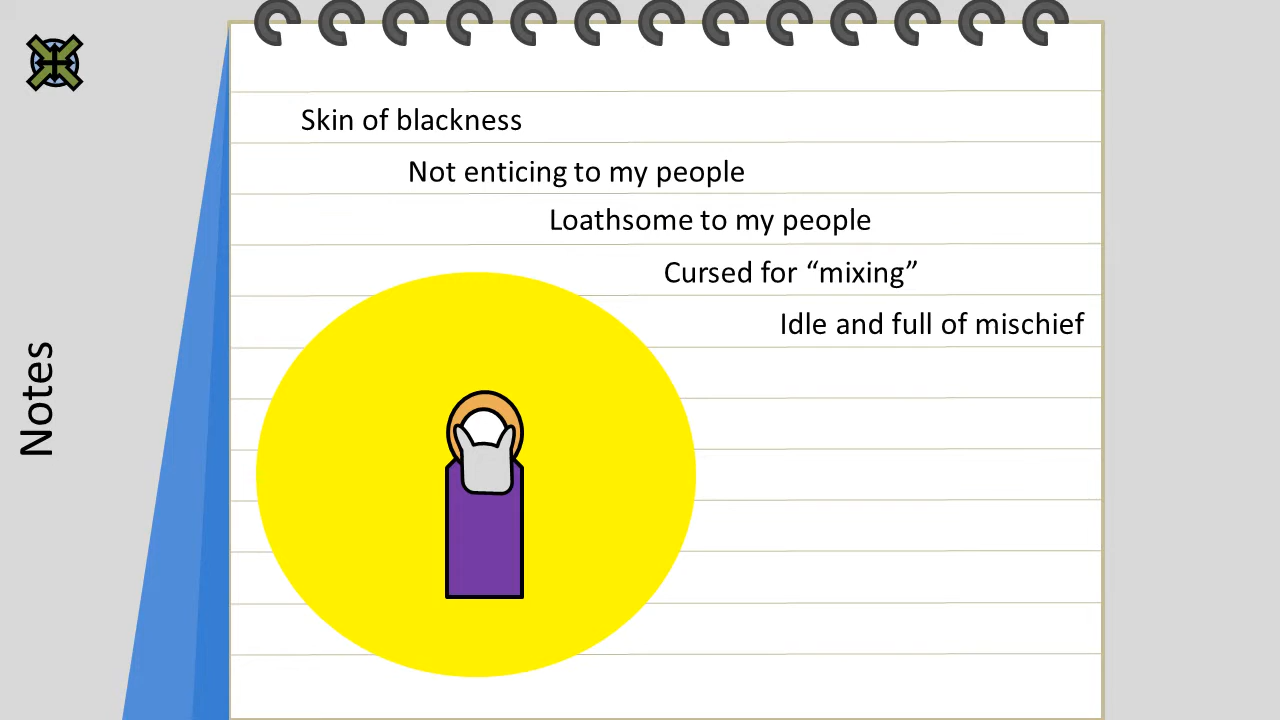 Notes
Skin of blackness
Not enticing to my people
Loathsome to my people
Cursed for “mixing”
Idle and full of mischief